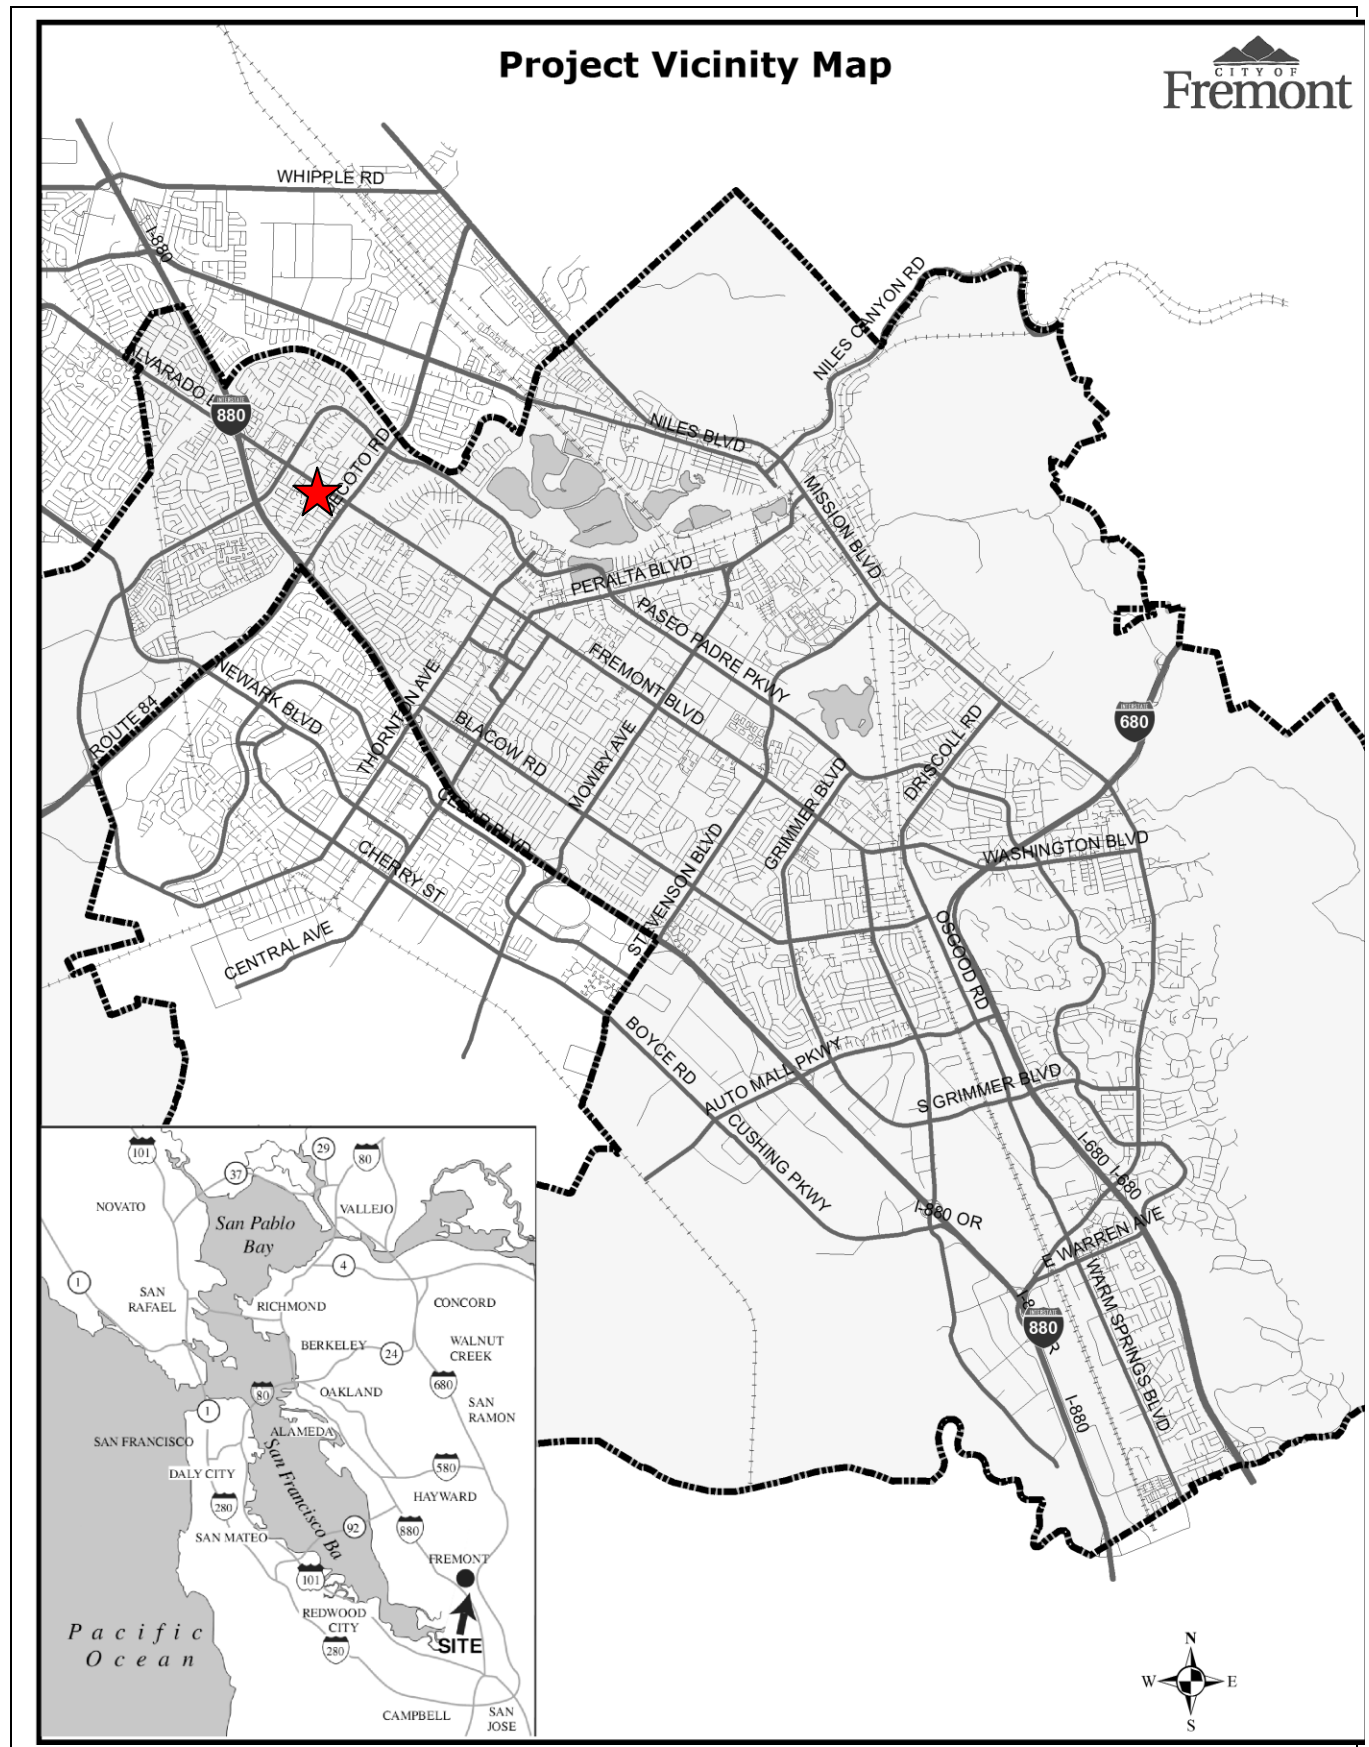 Project Vicinity Map
CITY OF
Fremont
WHIPPLE RD
I-880
NILES CANYON RD
INTERSTATE
880
NILES BLVD
MISSION BLVD
PERALTA BLVD
PASEO PADRE PKWY
FREMONT BLVD
NEWARK BLVD
ROUTE 84
THORNTON AVE
BLACOW RD
MOWRY AVE
DRISCOLL RD
INTERSTATE
680
GRIMMER BLVD
CEDAR BLVD
STEVENSON BLVD
WASHINGTON BLVD
CHERRY ST
CENTRAL AVE
OSGOOD RD
BOYCE RD
AUTO MALL PKWY
S GRIMMER BLVD
CUSHING PKWY
I-680
I-680
I-880 OR
E WARREN AVE
WARM SPRINGS BLVD
INTERSTATE
880
I-880
101
29
80
37
NOVATO
San Pablo
Bay
VALLEJO
1
4
SAN
RAFAEL
RICHMOND
CONCORD
BERKELEY
24
WALNUT
CREEK
80
OAKLAND
680
1
SAN
RAMON
SAN FRANCISCO
ALAMEDA
San Francisco Ba
DALY CITY
580
280
HAYWARD
92
880
SAN MATEO
FREMONT
101
REDWOOD
CITY
SITE
280
Pacific
Ocean
CAMPBELL
SAN
JOSE
N
W
E
S